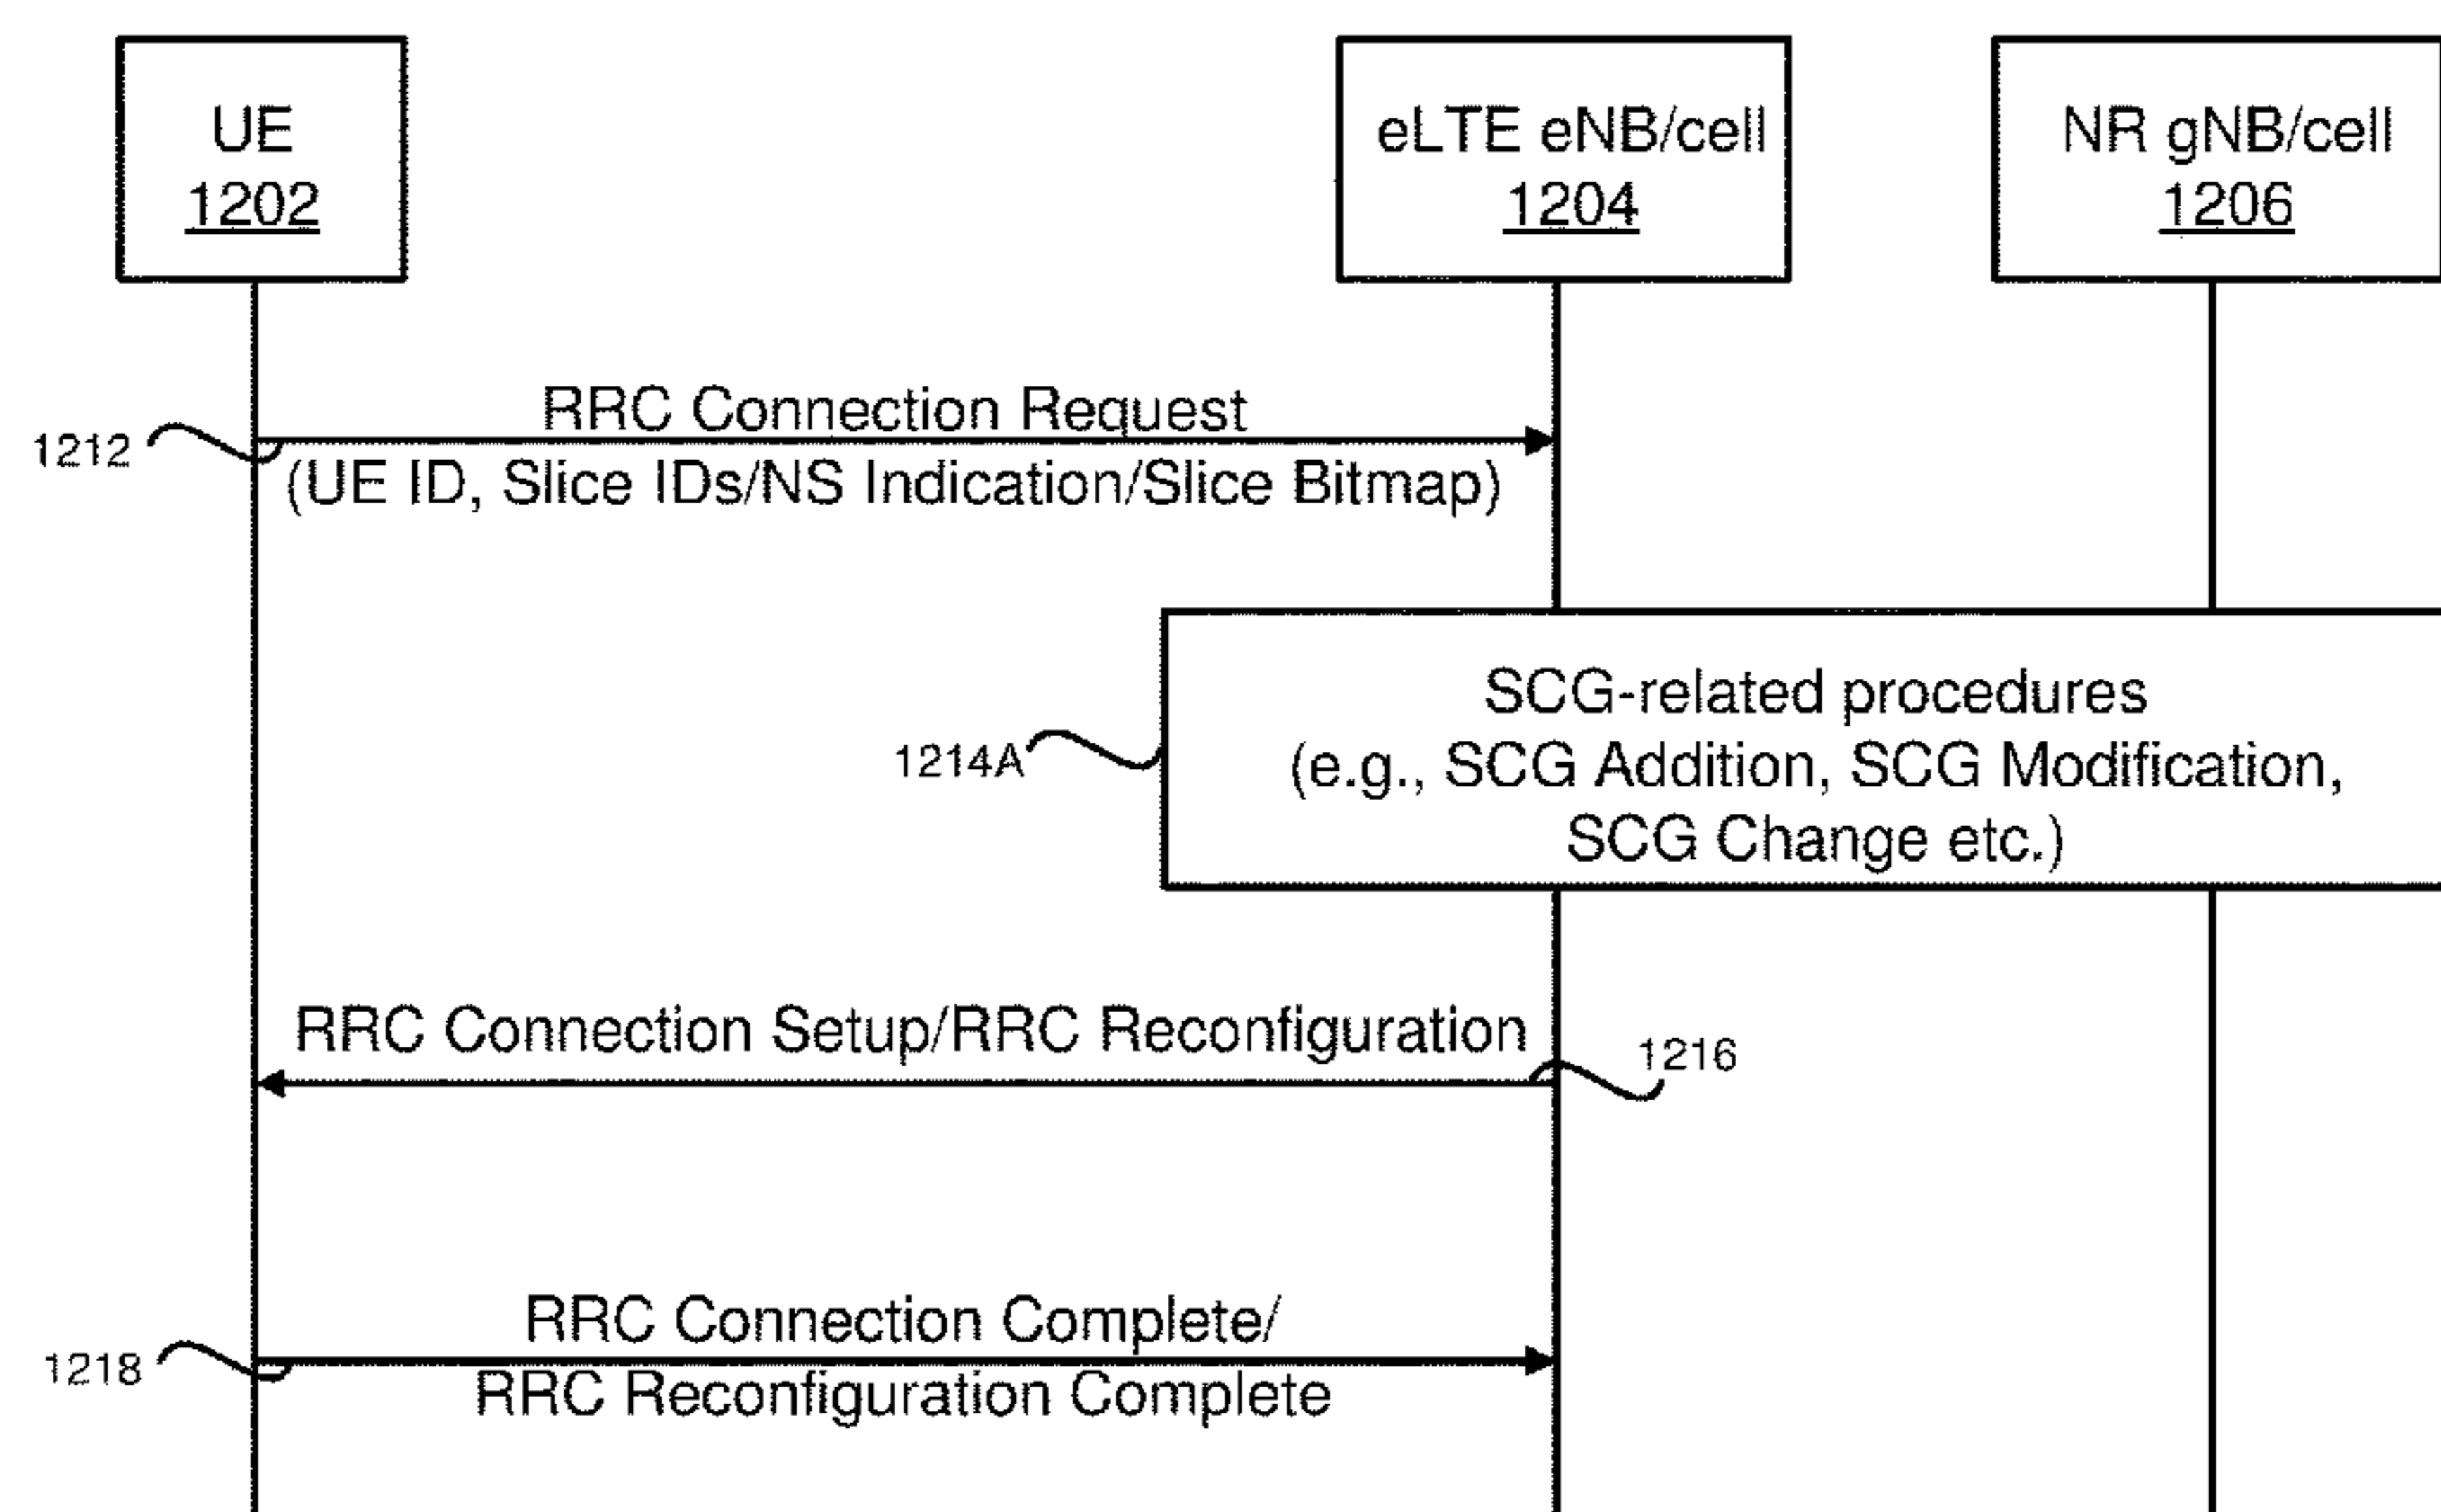 UE
1202
eLTE eNB/cell
1204
NR gNB/cell
1206
RRC Connection Request
1212
(UE ID, Slice IDs/NS Indication/Slice Bitmap)
SCG-related procedures
1214A
(e.g., SCG Addition, SCG Modification,
SCG Change etc.)
RRC Connection Setup/RRC Reconfiguration
1216
RRC Connection Complete/
1218
RRC Reconfiguration Complete